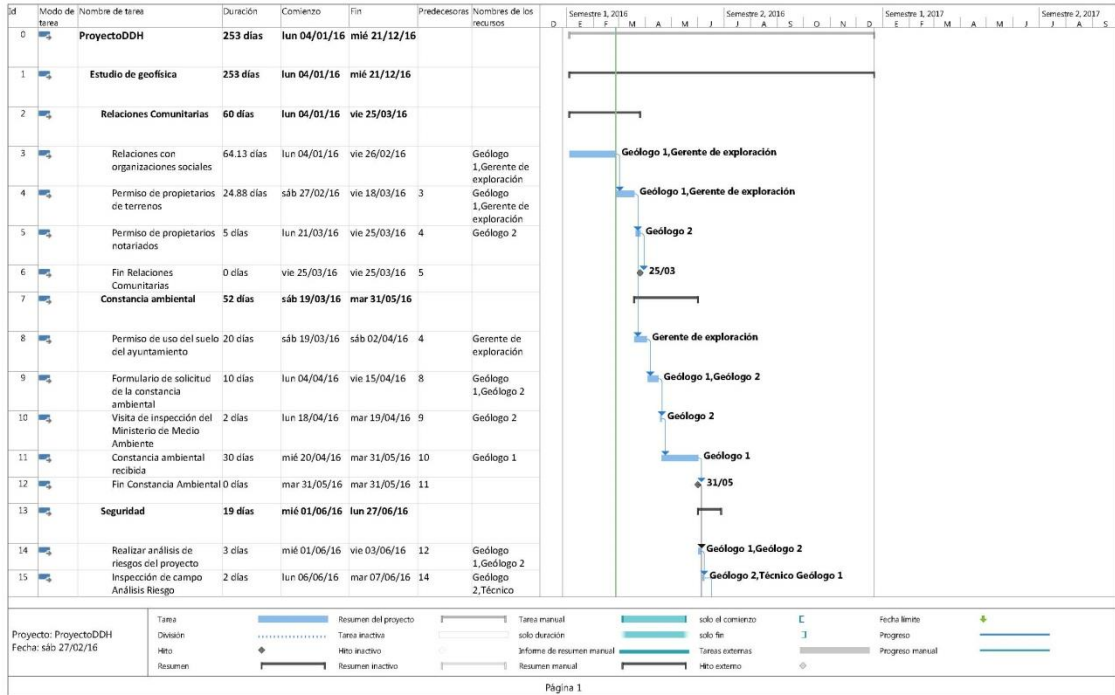 Id Modo de tarea Nombre de tarea Duración Comienzo Fin Predecesoras Nombres de los recursos
Semestre 1, 2016 Semestre 2, 2016 Semestre 1, 2017 Semestre 2, 2017
D E F M A M J J A S O N D E F M A M J J A S
0 ProyectoDDH 253 días lun 04/01/16 mié 21/12/16
1 Estudio de geofísica 253 días lun 04/01/16 mié 21/12/16
2 Relaciones Comunitarias 60 días lun 04/01/16 vie 25/03/16
3 Relaciones con organizaciones sociales 64.13 días lun 04/01/16 vie 26/02/16 Geólogo 1,Gerente de exploración
Geólogo 1,Gerente de exploración
4 Permiso de propietarios de terrenos 24.88 días sáb 27/02/16 vie 18/03/16 3 Geólogo 1,Gerente de exploración
Geólogo 1,Gerente de exploración
5 Permiso de propietarios notariados 5 días lun 21/03/16 vie 25/03/16 4 Geólogo 2
Geólogo 2
6 Fin Relaciones Comunitarias 0 días vie 25/03/16 vie 25/03/16 5
25/03
7 Constancia ambiental 52 días sáb 19/03/16 mar 31/05/16
8 Permiso de uso del suelo del ayuntamiento 20 días sáb 19/03/16 sáb 02/04/16 4 Gerente de exploración
Gerente de exploración
9 Formulario de solicitud de la constancia ambiental 10 días lun 04/04/16 vie 15/04/16 8 Geólogo 1,Geólogo 2
Geólogo 1,Geólogo 2
10 Visita de inspección del Ministerio de Medio Ambiente 2 días lun 18/04/16 mar 19/04/16 9 Geólogo 2
Geólogo 2
11 Constancia ambiental recibida 30 días mié 20/04/16 mar 31/05/16 10 Geólogo 1
Geólogo 1
12 Fin Constancia Ambiental 0 días mar 31/05/16 mar 31/05/16 11
31/05
13 Seguridad 19 días mié 01/06/16 lun 27/06/16
14 Realizar análisis de riesgos del proyecto 3 días mié 01/06/16 vie 03/06/16 12 Geólogo 1,Geólogo 2
Geólogo 1,Geólogo 2
15 Inspección de campo Análisis Riesgo 2 días lun 06/06/16 mar 07/06/16 14 Geólogo 2,Técnico
Geólogo 2,Técnico Geólogo 1
Proyecto: ProyectoDDH
Fecha: sáb 27/02/16
Tarea Resumen del proyecto Tarea manual solo el comienzo Fecha límite
División Tarea inactiva solo duración solo fin Progreso
Hito Hito inactivo Informe de resumen manual Tareas externas Progreso manual
Resumen Resumen inactivo Resumen manual Hito externo
Página 1